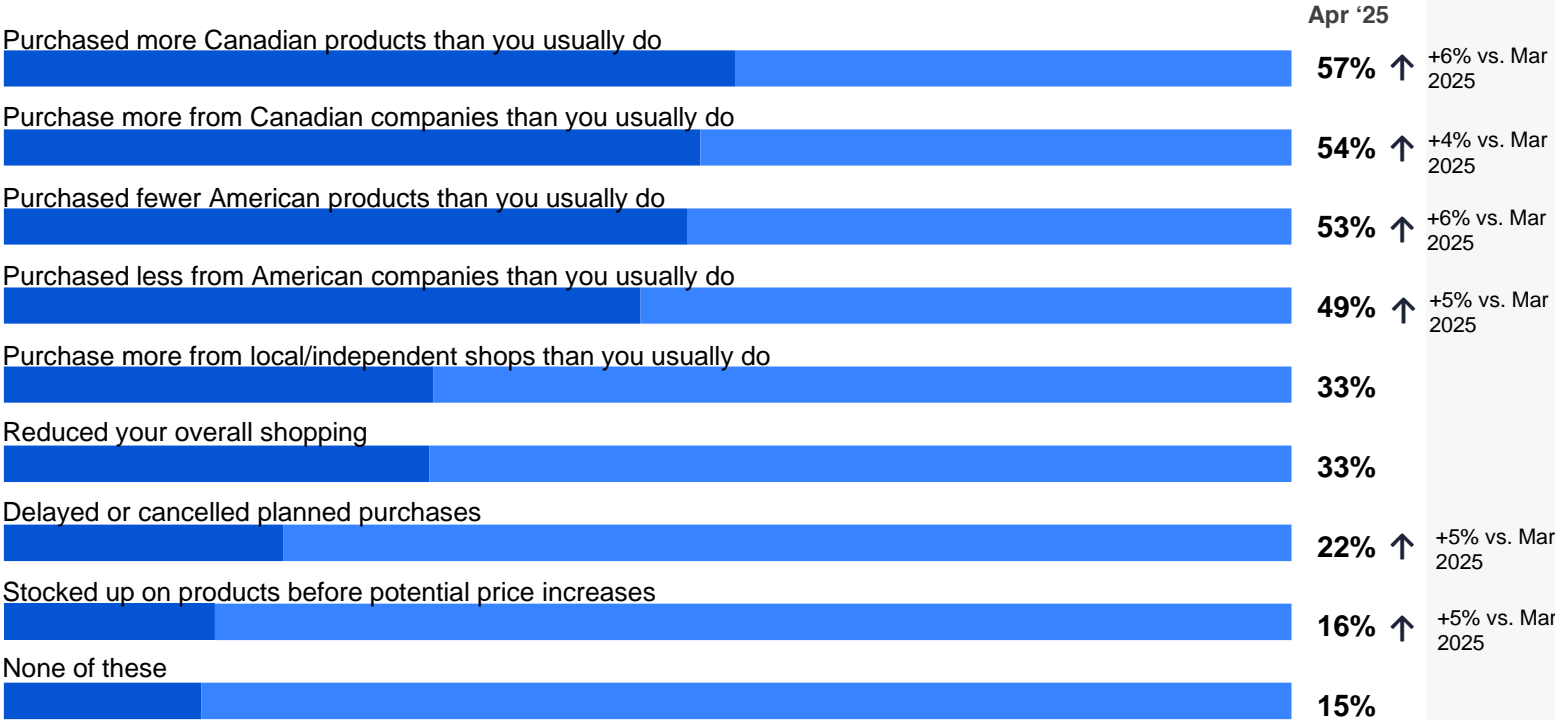 Apr ‘25
Purchased more Canadian products than you usually do
57% ↑ +6% vs. Mar
2025
Purchase more from Canadian companies than you usually do
54% ↑ +4% vs. Mar
2025
Purchased fewer American products than you usually do
53% ↑ +6% vs. Mar
2025
Purchased less from American companies than you usually do
49% ↑ +5% vs. Mar
2025
Purchase more from local/independent shops than you usually do
33%
Reduced your overall shopping
33%
Delayed or cancelled planned purchases
22% ↑ +5% vs. Mar
2025
Stocked up on products before potential price increases
16% ↑ +5% vs. Mar
2025
None of these
15%